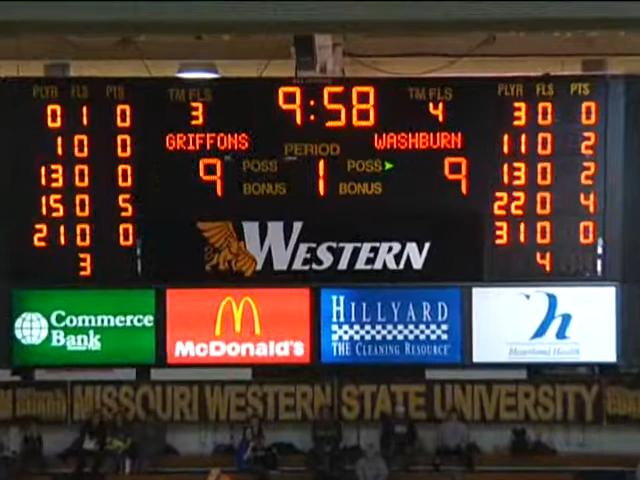 PLYR FLS PTS TM FLS 9:58 TM FLS PLYR FLS PTS
0 1 0 3 4 3 0 0
1 0 0 GRIFFONS PERIOD WASHBURN 11 0 2
13 0 0 9 POSS 1 POSS 9 13 0 2
15 0 5 BONUS BONUS 22 0 4
21 0 0 31 0 0
3 WESTERN 4
Commerce Bank McDonald's HILLYARD THE CLEANING RESOURCE Heartland Health
MISSOURI WESTERN STATE UNIVERSITY